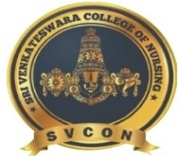 SRI VENKATESWARA COLLEGE OF NURSING
SVCON